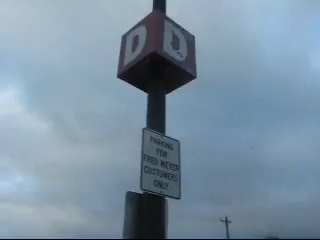 D D
PARKING
FOR
FRED MEYER
CUSTOMERS
ONLY